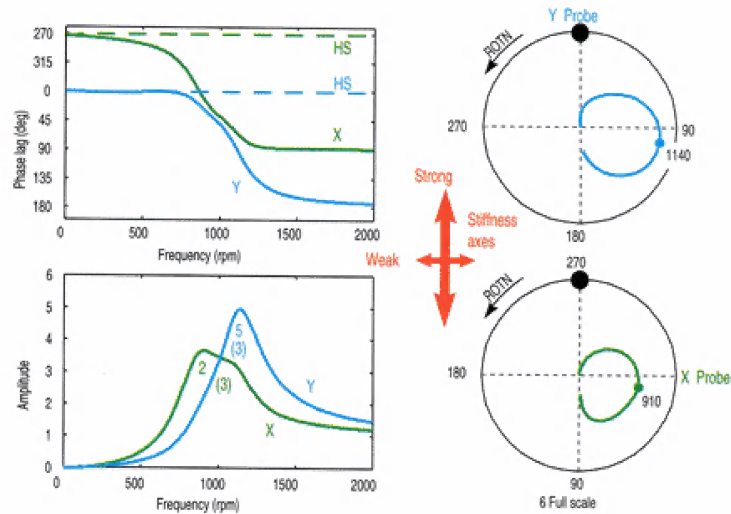 270
315
0
45
90
135
180
Phase lag (deg)
HS
HS
X
Y
0
500
1000
1500
2000
Frequency (rpm)
6
5
4
3
2
1
0
Amplitude
2
5
(3)
(3)
Y
X
0
500
1000
1500
2000
Frequency (rpm)
Strong
Stiffness
axes
Weak
Y Probe
ROTN
270
90
1140
180
270
ROTN
180
X Probe
910
90
6 Full scale